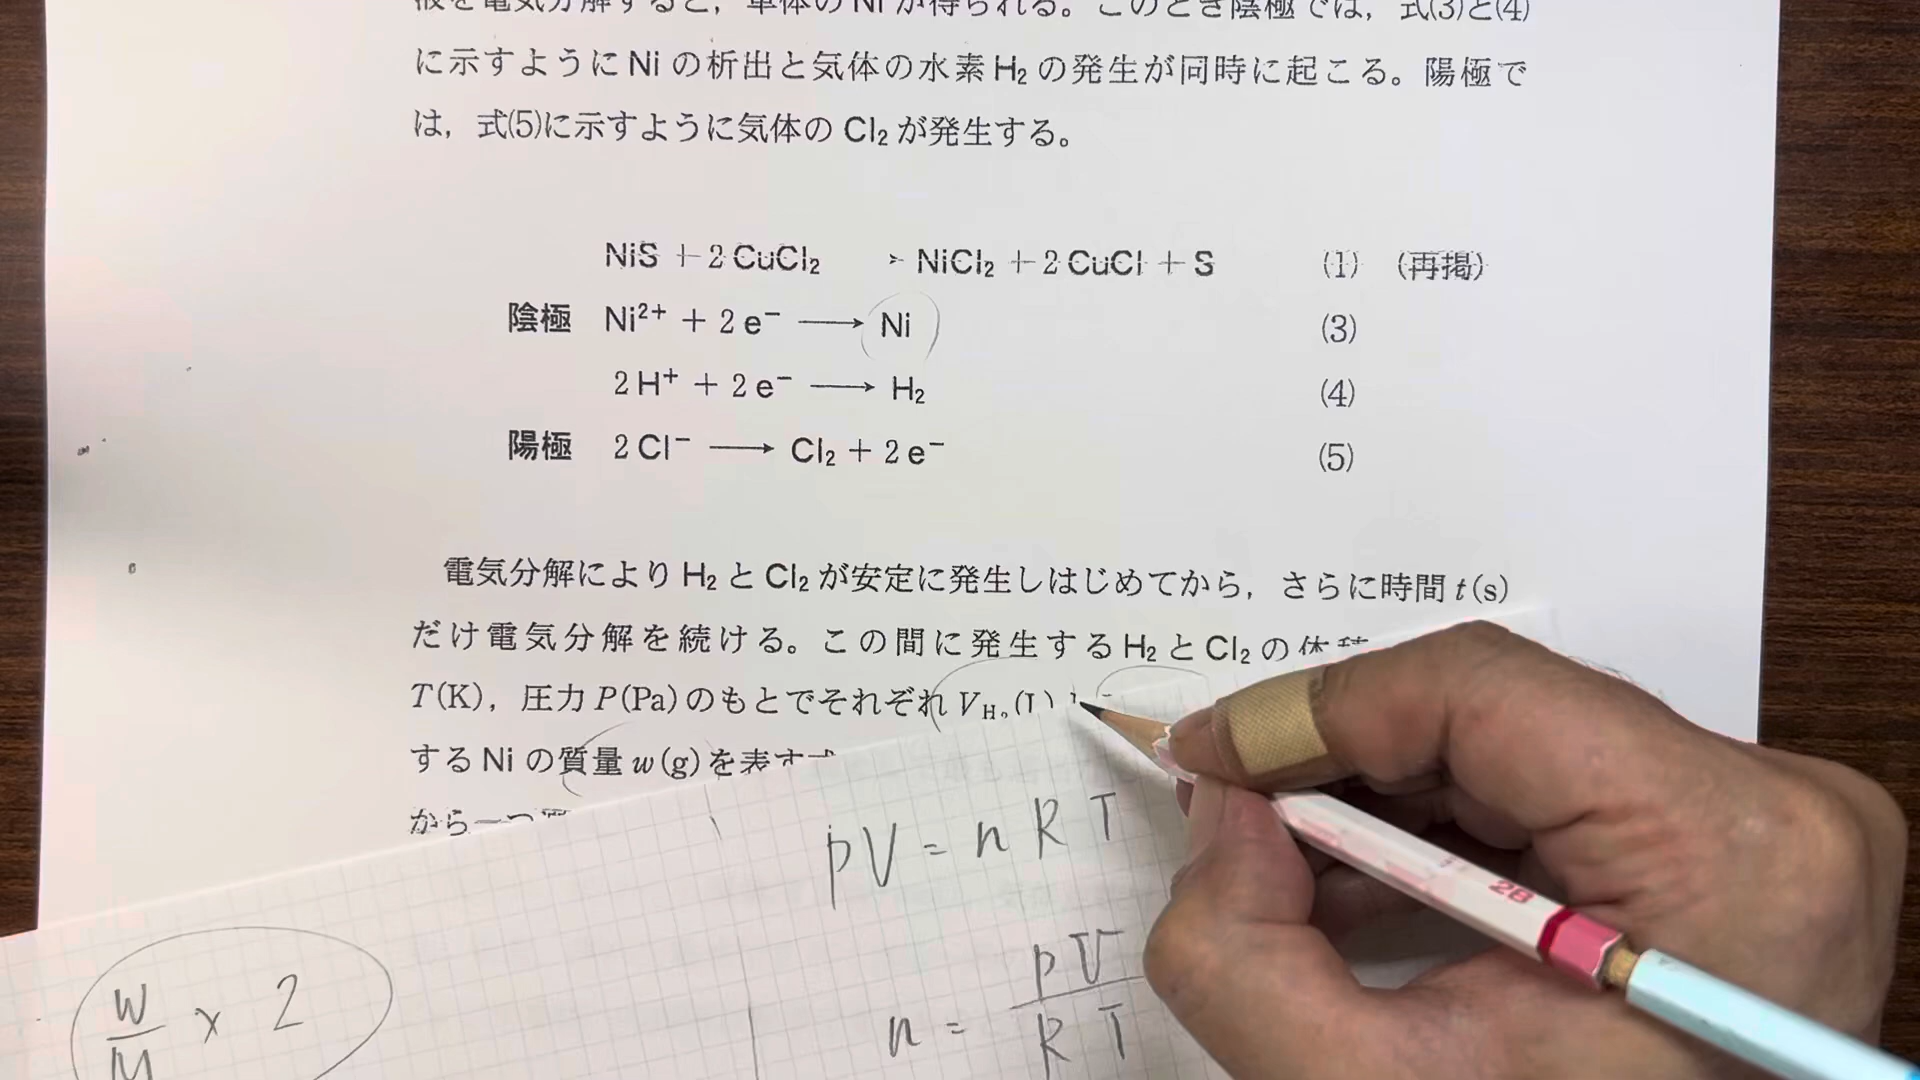 液を電気分解すると，単体のNiが得られる。このとき陰極では，式(3)と(4)
に示すようにNiの析出と気体の水素H₂の発生が同時に起こる。陽極で
は，式(5)に示すように気体のCl₂が発生する。
NiS + 2 CuCl₂ → NiCl₂ + 2 CuCl + S (1) (再掲)
陰極 Ni²⁺ + 2 e⁻ ⟶ Ni (3)
2 H⁺ + 2 e⁻ ⟶ H₂ (4)
陽極 2 Cl⁻ ⟶ Cl₂ + 2 e⁻ (5)
電気分解によりH₂とCl₂が安定に発生しはじめてから，さらに時間 t(s)
だけ電気分解を続ける。この間に発生するH₂とCl₂の体積
T(K)，圧力 P(Pa)のもとでそれぞれ V_H₂(L)
するNiの質量 w(g)を表す式
から一つ
pV = nRT
n = pV / RT
w/M × 2
2B